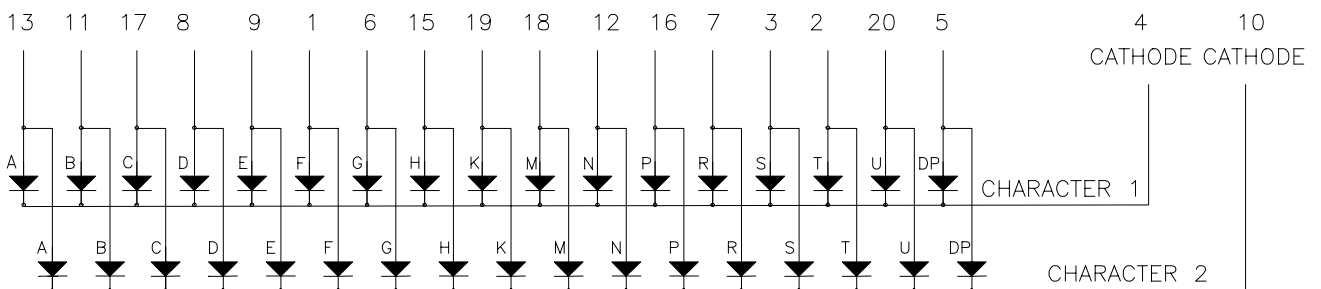 13 11 17 8 9 1 6 15 19 18 12 16 7 3 2 20 5 4 10
CATHODE CATHODE
A B C D E F G H K M N P R S T U DP
CHARACTER 1
A B C D E F G H K M N P R S T U DP
CHARACTER 2